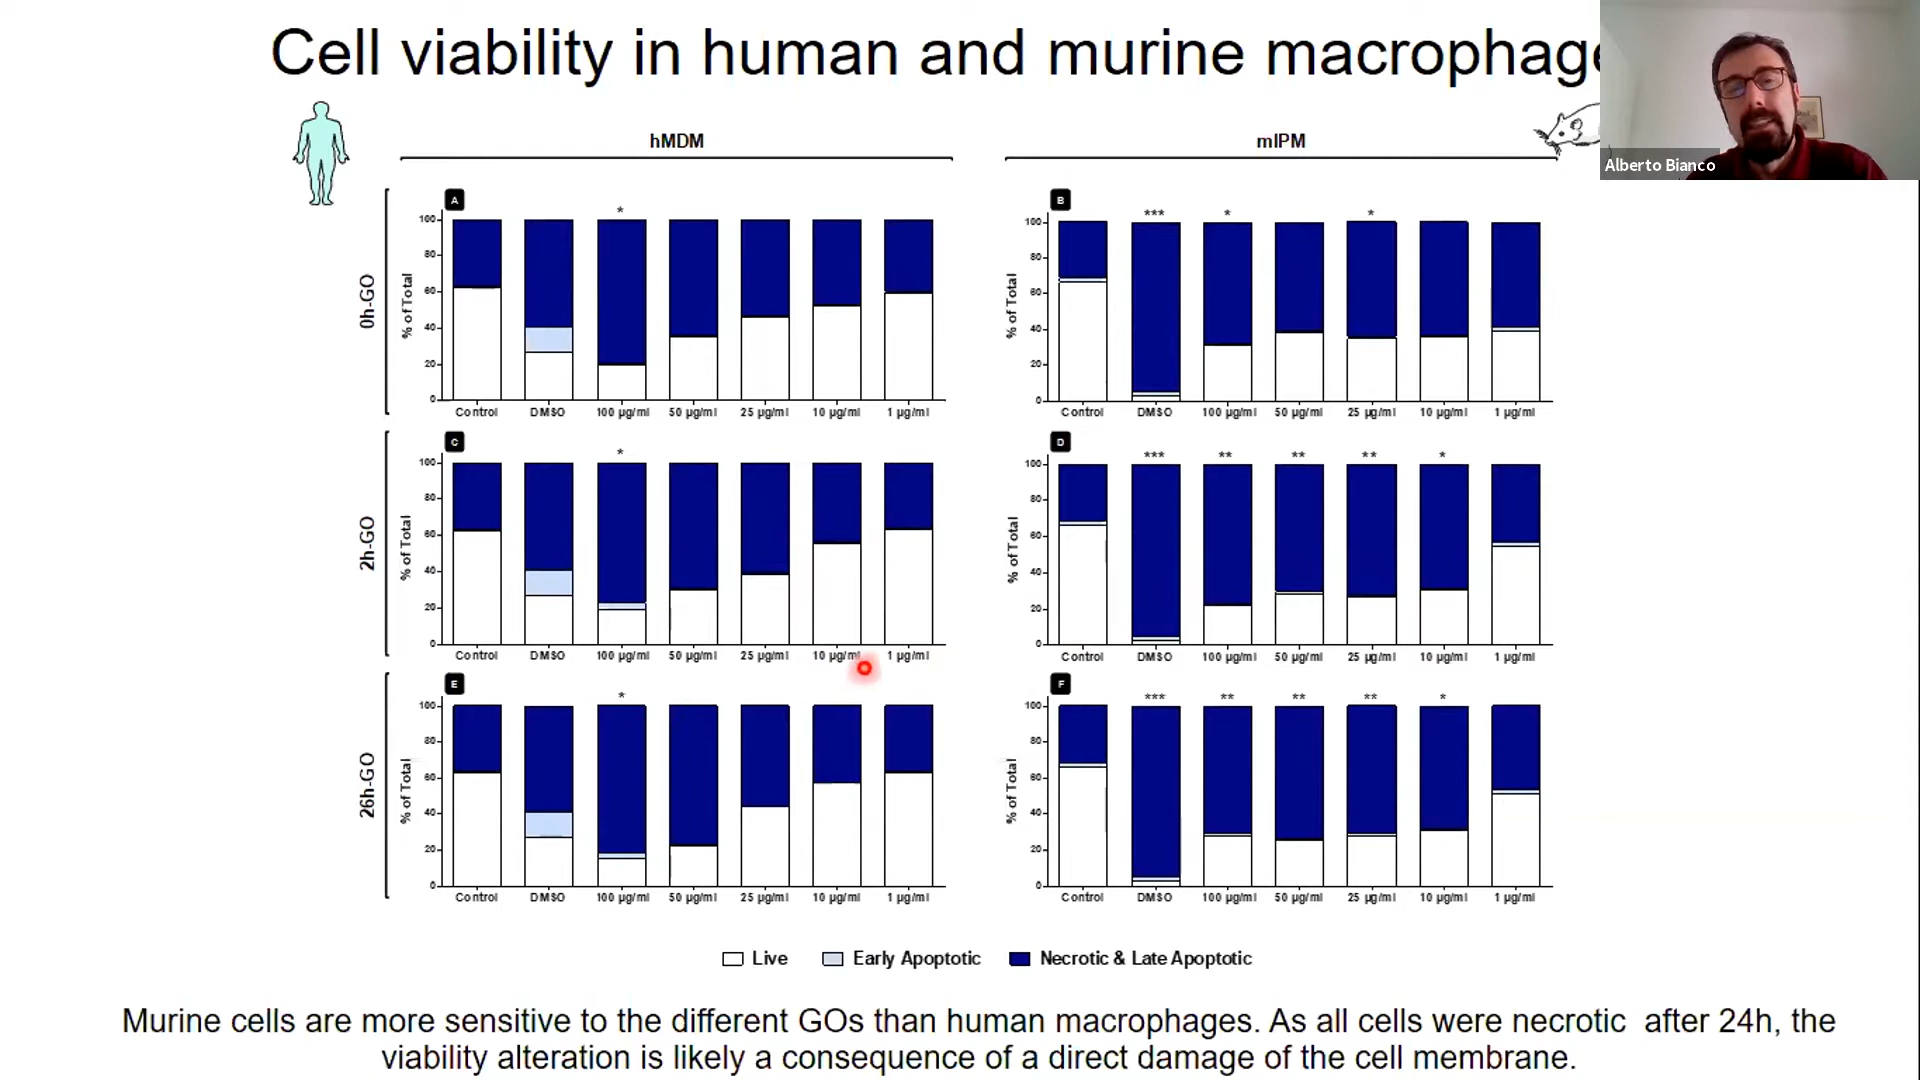 Cell viability in human and murine macrophage
Alberto Bianco
hMDM
mIPM
0h-GO
A
*
% of Total
100
80
60
40
20
0
Control DMSO 100 µg/ml 50 µg/ml 25 µg/ml 10 µg/ml 1 µg/ml
B
*** * *
% of Total
100
80
60
40
20
0
Control DMSO 100 µg/ml 50 µg/ml 25 µg/ml 10 µg/ml 1 µg/ml
2h-GO
C
*
% of Total
100
80
60
40
20
0
Control DMSO 100 µg/ml 50 µg/ml 25 µg/ml 10 µg/ml 1 µg/ml
D
*** ** ** ** *
% of Total
100
80
60
40
20
0
Control DMSO 100 µg/ml 50 µg/ml 25 µg/ml 10 µg/ml 1 µg/ml
26h-GO
E
*
% of Total
100
80
60
40
20
0
Control DMSO 100 µg/ml 50 µg/ml 25 µg/ml 10 µg/ml 1 µg/ml
F
*** ** ** ** *
% of Total
100
80
60
40
20
0
Control DMSO 100 µg/ml 50 µg/ml 25 µg/ml 10 µg/ml 1 µg/ml
Live Early Apoptotic Necrotic & Late Apoptotic
Murine cells are more sensitive to the different GOs than human macrophages. As all cells were necrotic after 24h, the
viability alteration is likely a consequence of a direct damage of the cell membrane.